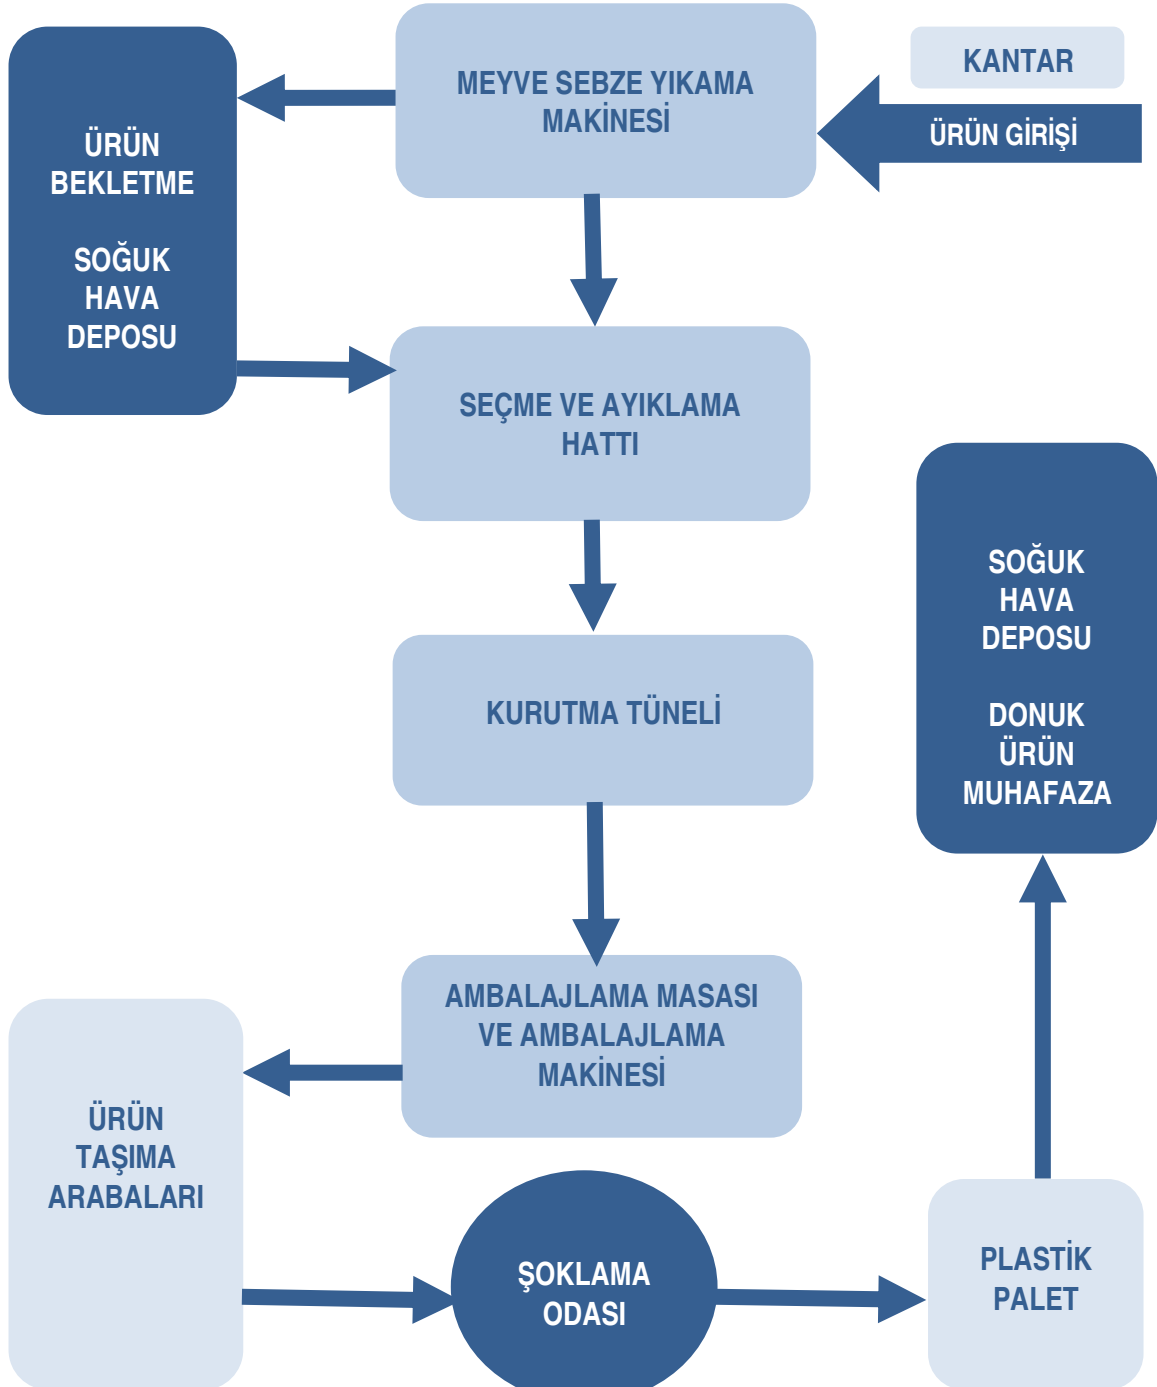 KANTAR
ÜRÜN GİRİŞİ
MEYVE SEBZE YIKAMA
MAKİNESİ
ÜRÜN
BEKLETME
SOĞUK
HAVA
DEPOSU
SEÇME VE AYIKLAMA
HATTI
KURUTMA TÜNELİ
AMBALAJLAMA MASASI
VE AMBALAJLAMA
MAKİNESİ
ÜRÜN
TAŞIMA
ARABALARI
ŞOKLAMA
ODASI
PLASTİK
PALET
SOĞUK
HAVA
DEPOSU
DONUK
ÜRÜN
MUHAFAZA